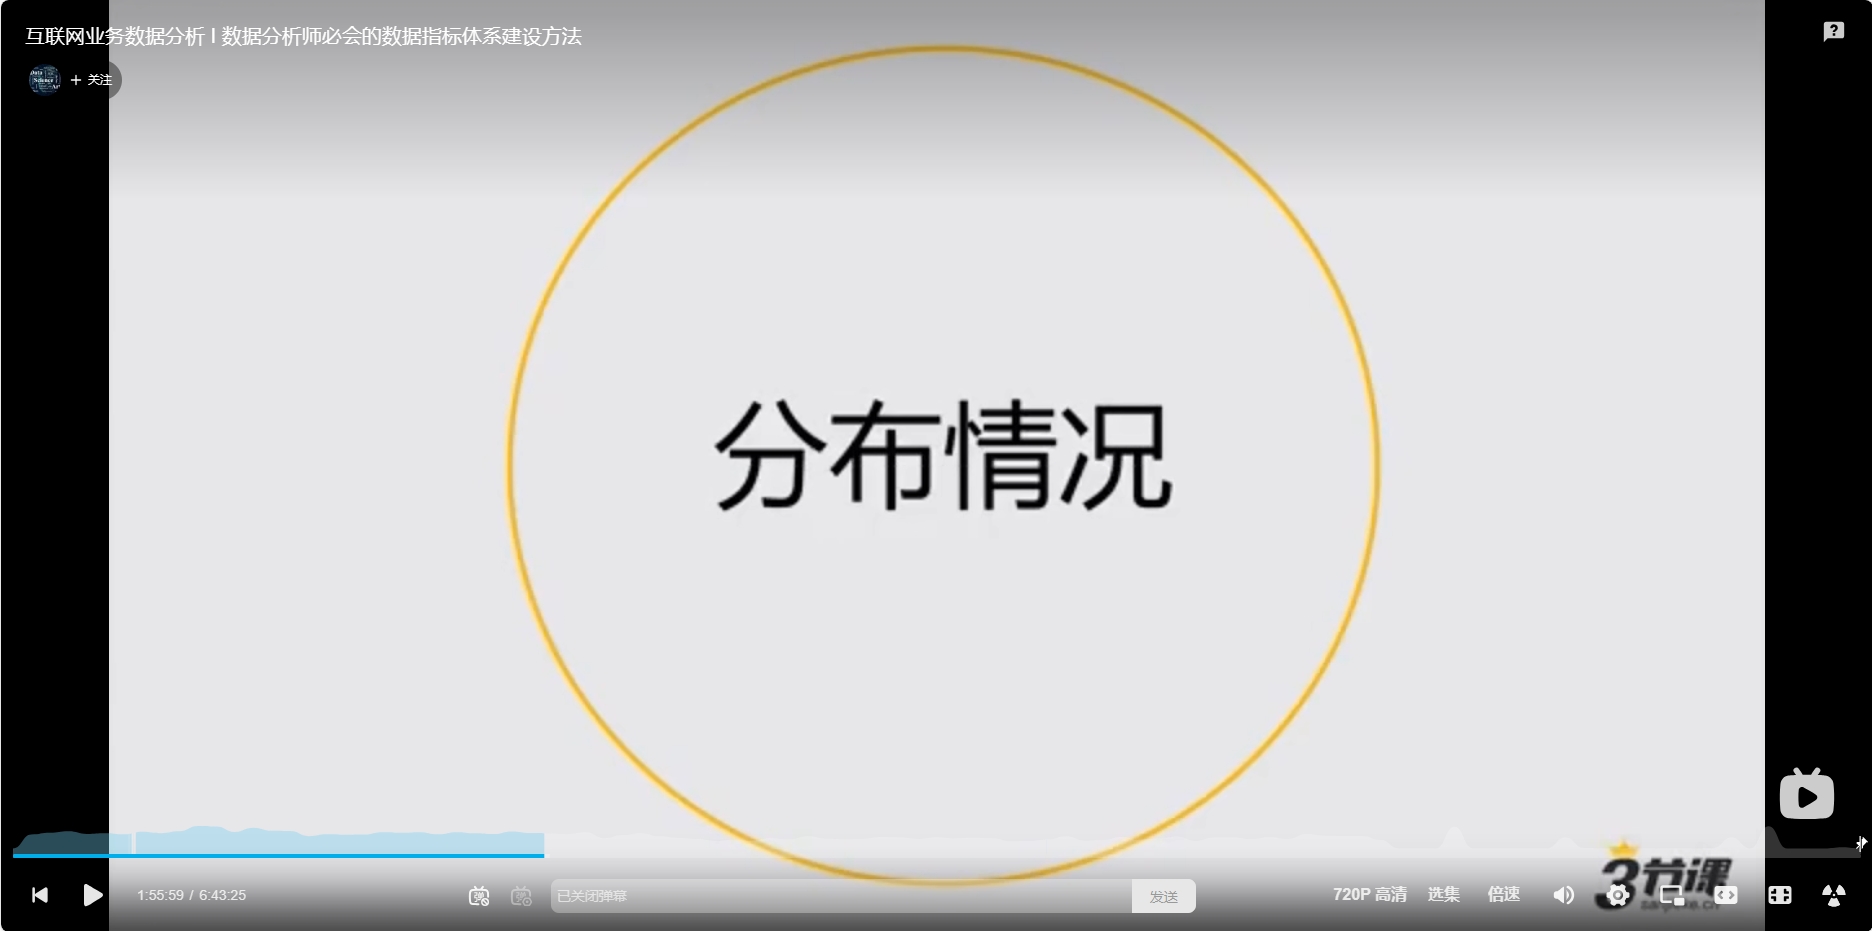 互联网业务数据分析 I 数据分析师必会的数据指标体系建设方法
+ 关注
分布情况
3节课
1:55:59 / 6:43:25
已关闭弹幕
发送
720P 高清
选集
倍速